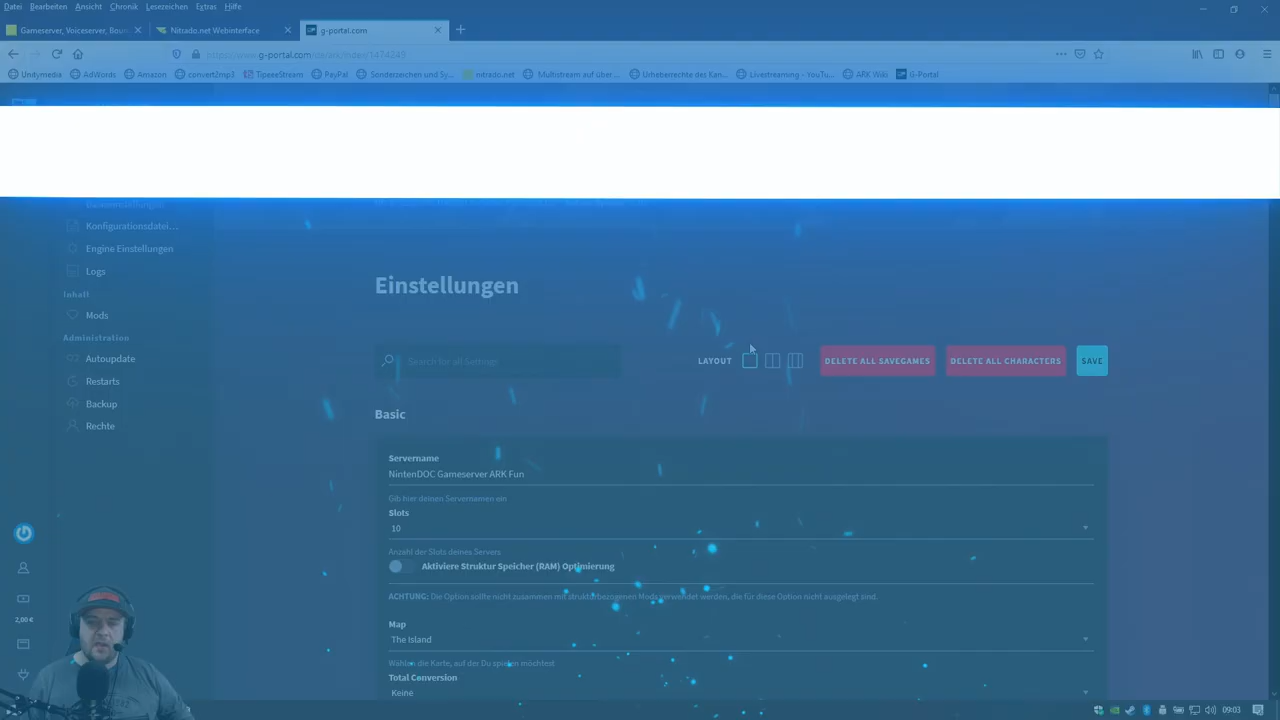 Datei Bearbeiten Ansicht Chronik Lesezeichen Extras Hilfe
Gameserver, Voiceserver, Boun
Nitrado.net Webinterface
g-portal.com
Undymedia AdWords Amazon convert2mp3 TipeeeStream PayPal Sonderzeichen und Sy... nitrado.net Multistream auf über ... Urheberrechte des Kan... Livestreaming - YouTu... ARK Wiki G-Portal
Konfigurationsdatei...
Engine Einstellungen
Logs
Inhalt
Mods
Administration
Autoupdate
Restarts
Backup
Rechte
2,00 €
Einstellungen
Search for all Settings
LAYOUT
DELETE ALL SAVEGAMES
DELETE ALL CHARACTERS
SAVE
Basic
Servername
NintenDOC Gameserver ARK Fun
Gib hier deinen Servernamen ein
Slots
10
Anzahl der Slots deines Servers
Aktiviere Struktur Speicher (RAM) Optimierung
ACHTUNG: Die Option sollte nicht zusammen mit strukturbezogenen Mods verwendet werden, die für diese Option nicht ausgelegt sind.
Map
The Island
Wählen die Karte, auf der Du spielen möchtest
Total Conversion
Keine
09:03